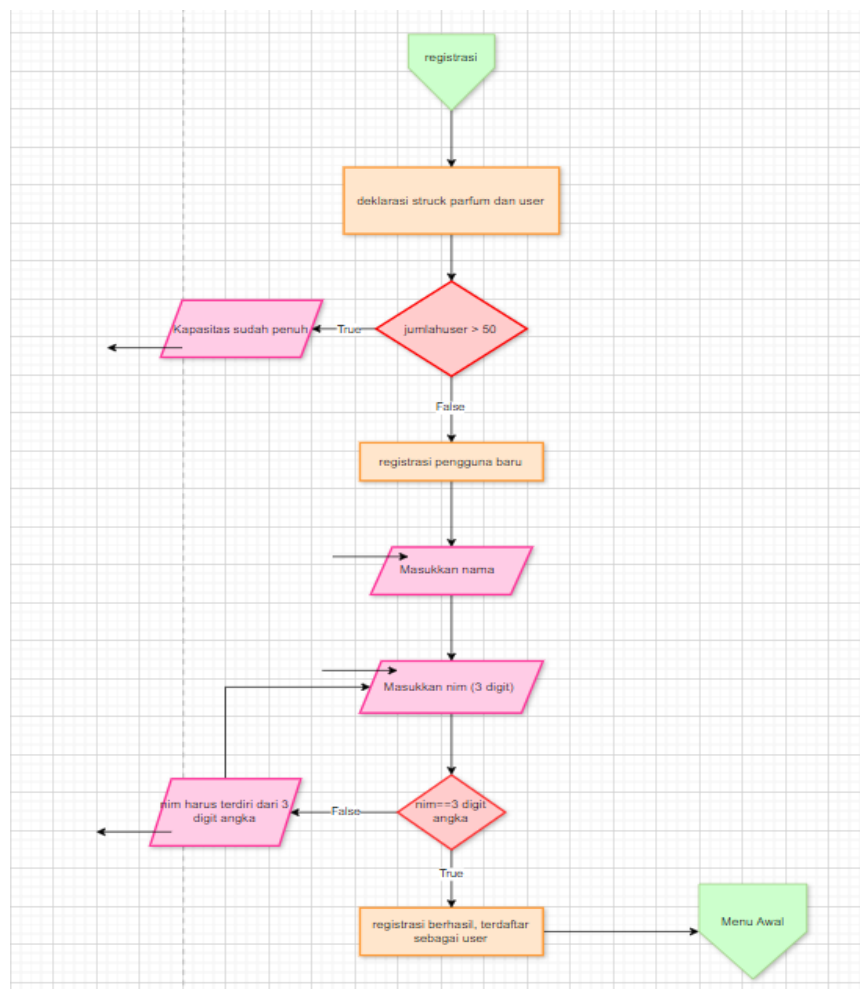 registrasi
deklarasi struck parfum dan user
Kapasitas sudah penuh
True
jumlahuser > 50
False
registrasi pengguna baru
Masukkan nama
Masukkan nim (3 digit)
nim harus terdiri dari 3
digit angka
False
nim==3 digit
angka
True
registrasi berhasil, terdaftar
sebagai user
Menu Awal